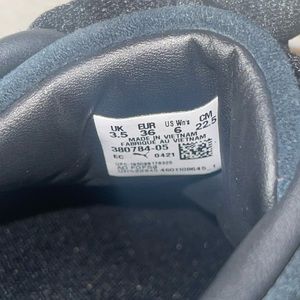 UK EUR US Wn's CM
3.5 36 6 22.5
MADE IN VIETNAM
FABRIQUE AU VIETNAM
380784-05
EC 0421